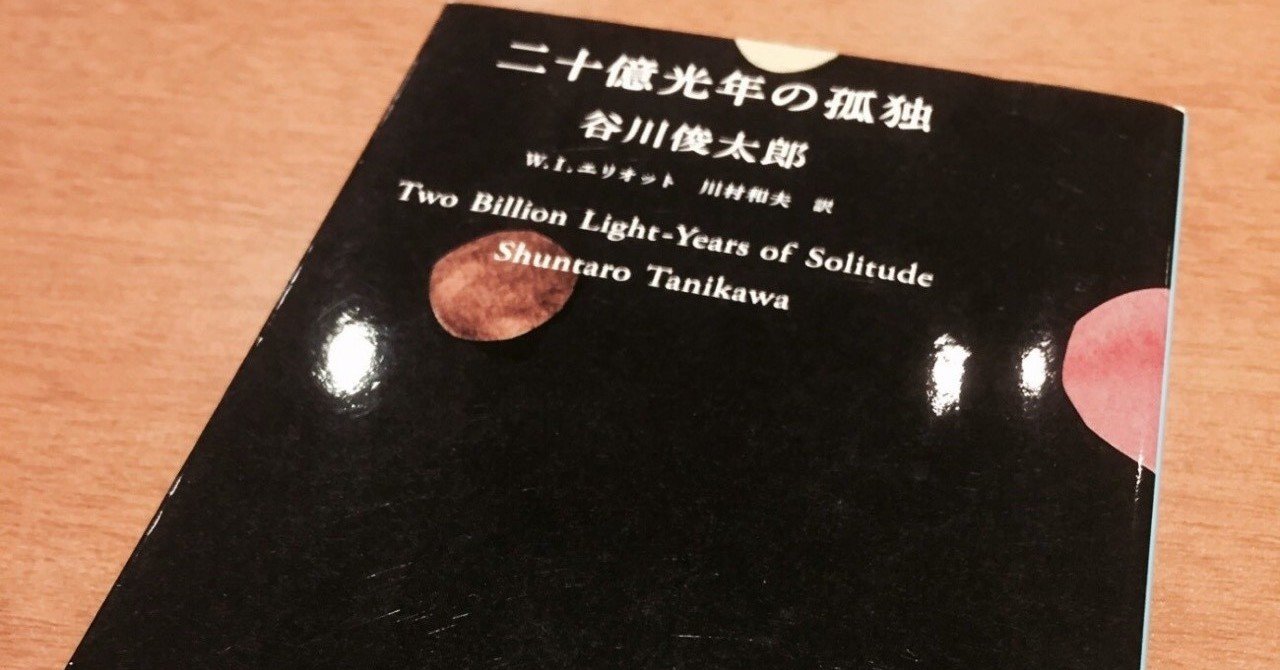 二十億光年の孤独
谷川俊太郎
W.I.エリオット 川村和夫 訳
Two Billion Light-Years of Solitude
Shuntaro Tanikawa